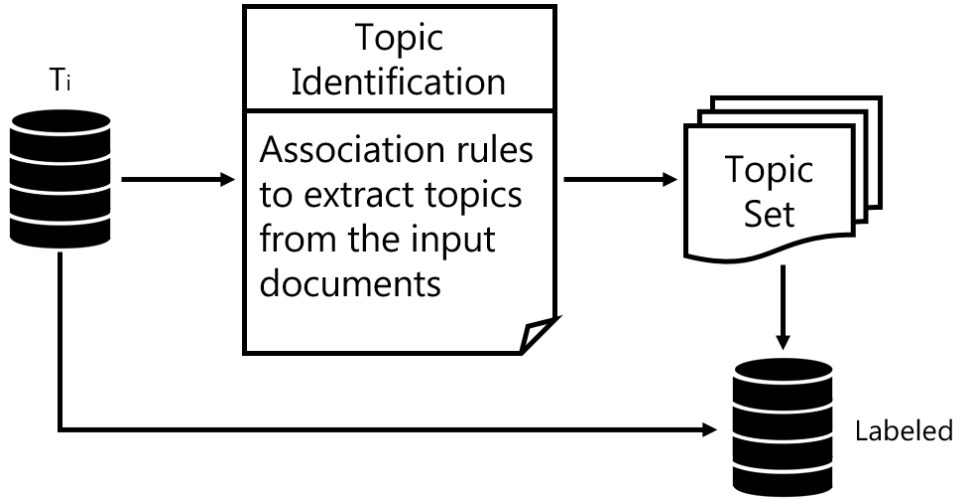 Ti
Topic
Identification
Association rules
to extract topics
from the input
documents
Topic
Set
Labeled